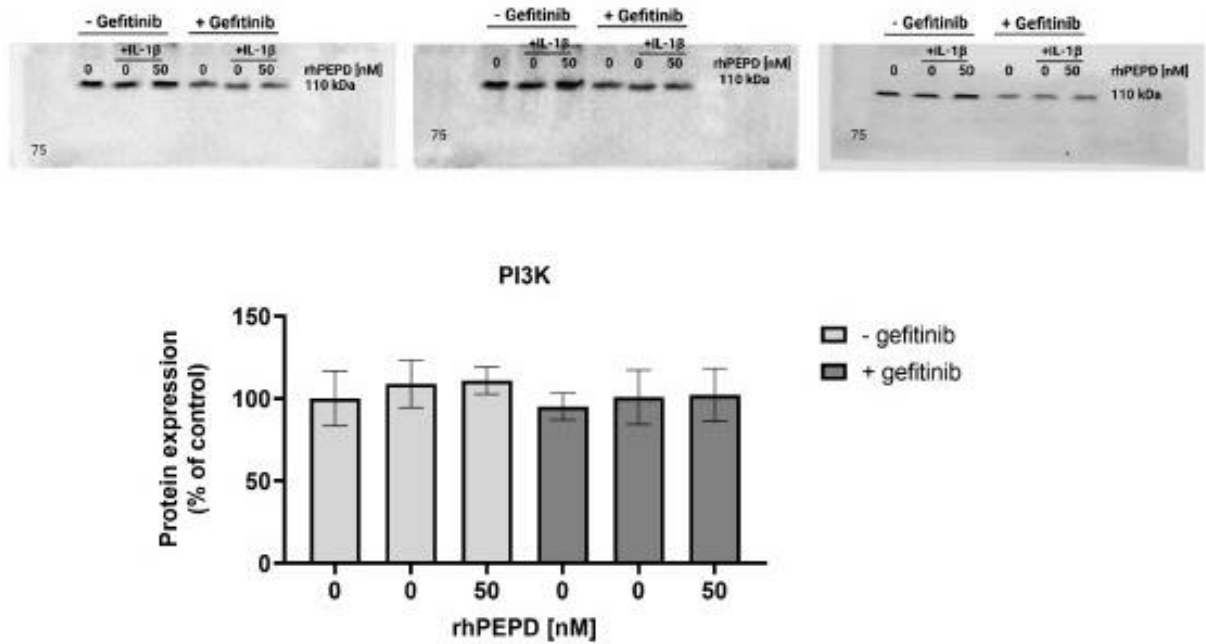 - Gefitinib + Gefitinib
+IL-1β +IL-1β
0 0 50 0 0 50 rhPEPD [nM]
110 kDa
75
- Gefitinib + Gefitinib
+IL-1β +IL-1β
0 0 50 0 0 50 rhPEPD [nM]
110 kDa
75
- Gefitinib + Gefitinib
+IL-1β +IL-1β
0 0 50 0 0 50 rhPEPD [nM]
110 kDa
75
PI3K
Protein expression
(% of control)
150
100
50
0
0 0 50 0 0 50
rhPEPD [nM]
- gefitinib
+ gefitinib